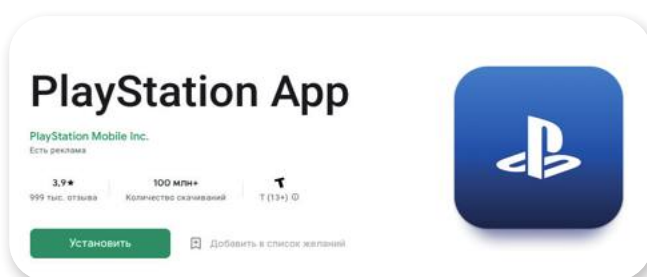 PlayStation App
PlayStation Mobile Inc.
Есть реклама
3,9★ 100 млн+ T
999 тыс. отзыва Количество скачиваний T (13+)
Установить Добавить в список желаний